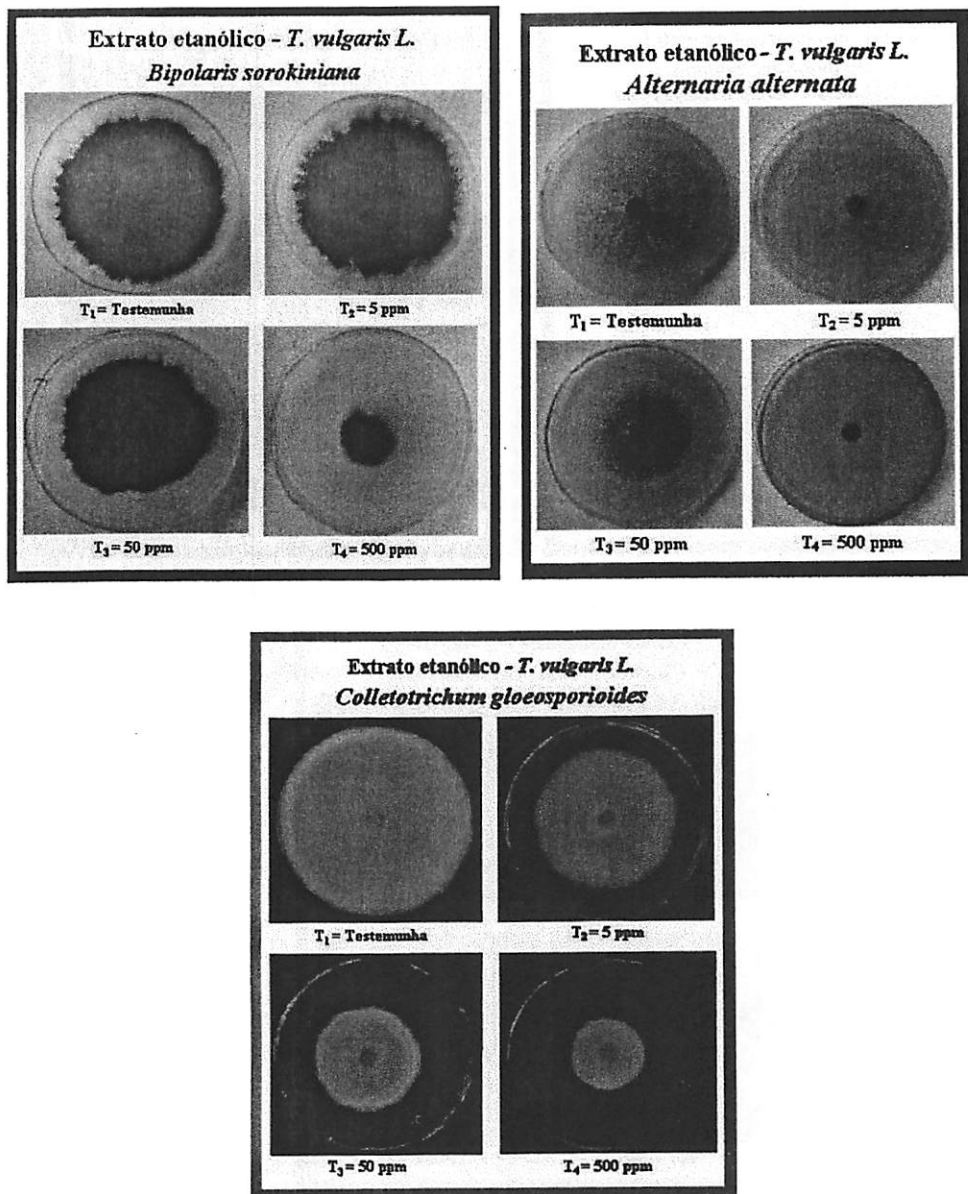 Extrato etanólico - T. vulgaris L.
Bipolaris sorokiniana
T₁ = Testemunha
T₂ = 5 ppm
T₃ = 50 ppm
T₄ = 500 ppm
Extrato etanólico - T. vulgaris L.
Alternaria alternata
T₁ = Testemunha
T₂ = 5 ppm
T₃ = 50 ppm
T₄ = 500 ppm
Extrato etanólico - T. vulgaris L.
Colletotrichum gloeosporioides
T₁ = Testemunha
T₂ = 5 ppm
T₃ = 50 ppm
T₄ = 500 ppm